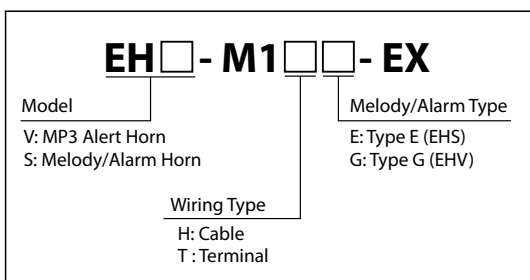 EH□-M1□□-EX
Model
V: MP3 Alert Horn
S: Melody/Alarm Horn
Melody/Alarm Type
E: Type E (EHS)
G: Type G (EHV)
Wiring Type
H: Cable
T : Terminal